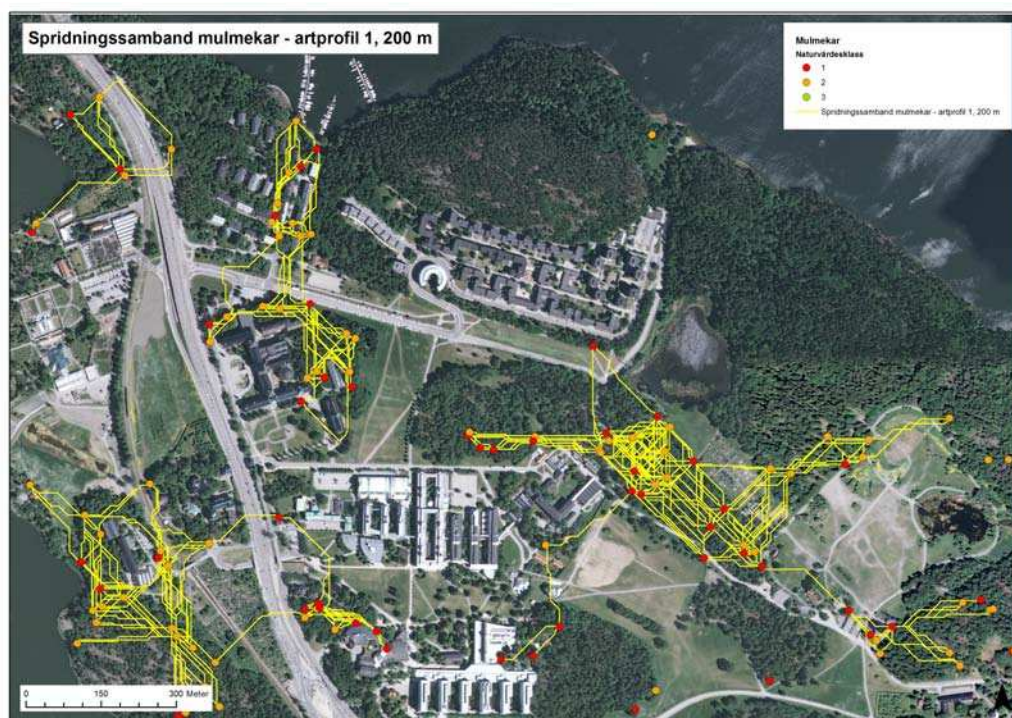 Spridningssamband mulmekar - artprofil 1, 200 m
Mulmekar
Naturvärdesklass
1
2
3
Spridningssamband mulmekar - artprofil 1, 200 m
0 150 300 Meter